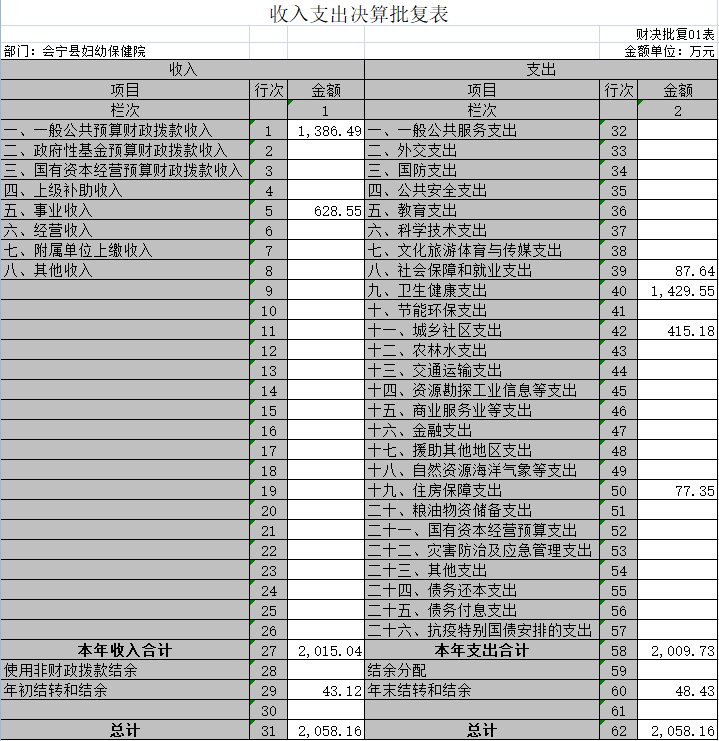 收入支出决算批复表
财决批复01表
部门：会宁县妇幼保健院 金额单位：万元
收入 支出
项目 行次 金额 项目 行次 金额
栏次 1 栏次 2
一、一般公共预算财政拨款收入 1 1,386.49 一、一般公共服务支出 32
二、政府性基金预算财政拨款收入 2 二、外交支出 33
三、国有资本经营预算财政拨款收入 3 三、国防支出 34
四、上级补助收入 4 四、公共安全支出 35
五、事业收入 5 628.55 五、教育支出 36
六、经营收入 6 六、科学技术支出 37
七、附属单位上缴收入 7 七、文化旅游体育与传媒支出 38
八、其他收入 8 八、社会保障和就业支出 39 87.64
9 九、卫生健康支出 40 1,429.55
10 十、节能环保支出 41
11 十一、城乡社区支出 42 415.18
12 十二、农林水支出 43
13 十三、交通运输支出 44
14 十四、资源勘探工业信息等支出 45
15 十五、商业服务业等支出 46
16 十六、金融支出 47
17 十七、援助其他地区支出 48
18 十八、自然资源海洋气象等支出 49
19 十九、住房保障支出 50 77.35
20 二十、粮油物资储备支出 51
21 二十一、国有资本经营预算支出 52
22 二十二、灾害防治及应急管理支出 53
23 二十三、其他支出 54
24 二十四、债务还本支出 55
25 二十五、债务付息支出 56
26 二十六、抗疫特别国债安排的支出 57
本年收入合计 27 2,015.04 本年支出合计 58 2,009.73
使用非财政拨款结余 28 结余分配 59
年初结转和结余 29 43.12 年末结转和结余 60 48.43
30 61
总计 31 2,058.16 总计 62 2,058.16